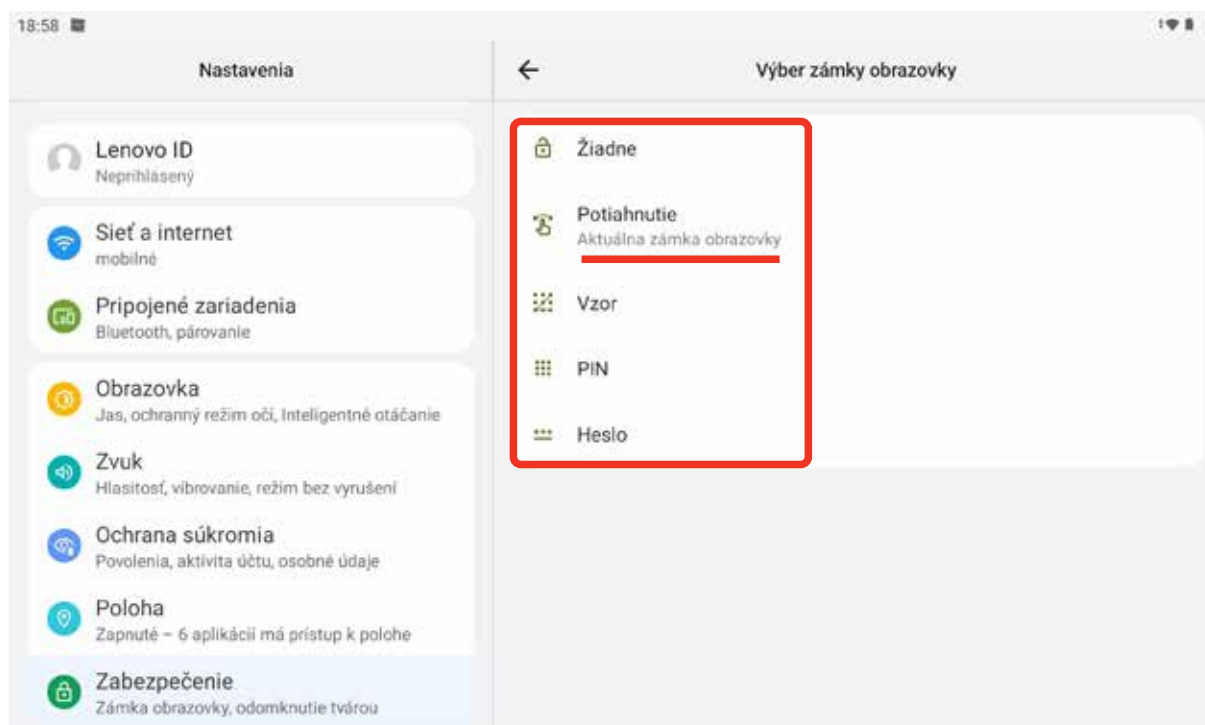 18:58
Nastavenia
Lenovo ID
Neprihlásený
Sieť a internet
mobilné
Pripojené zariadenia
Bluetooth, párovanie
Obrazovka
Jas, ochranný režim očí, Inteligentné otáčanie
Zvuk
Hlasitosť, vibrovanie, režim bez vyrušení
Ochrana súkromia
Povolenia, aktivita účtu, osobné údaje
Poloha
Zapnuté – 6 aplikácií má prístup k polohe
Zabezpečenie
Zámka obrazovky, odomknutie tvárou
Výber zámky obrazovky
Žiadne
Potiahnutie
Aktuálna zámka obrazovky
Vzor
PIN
Heslo